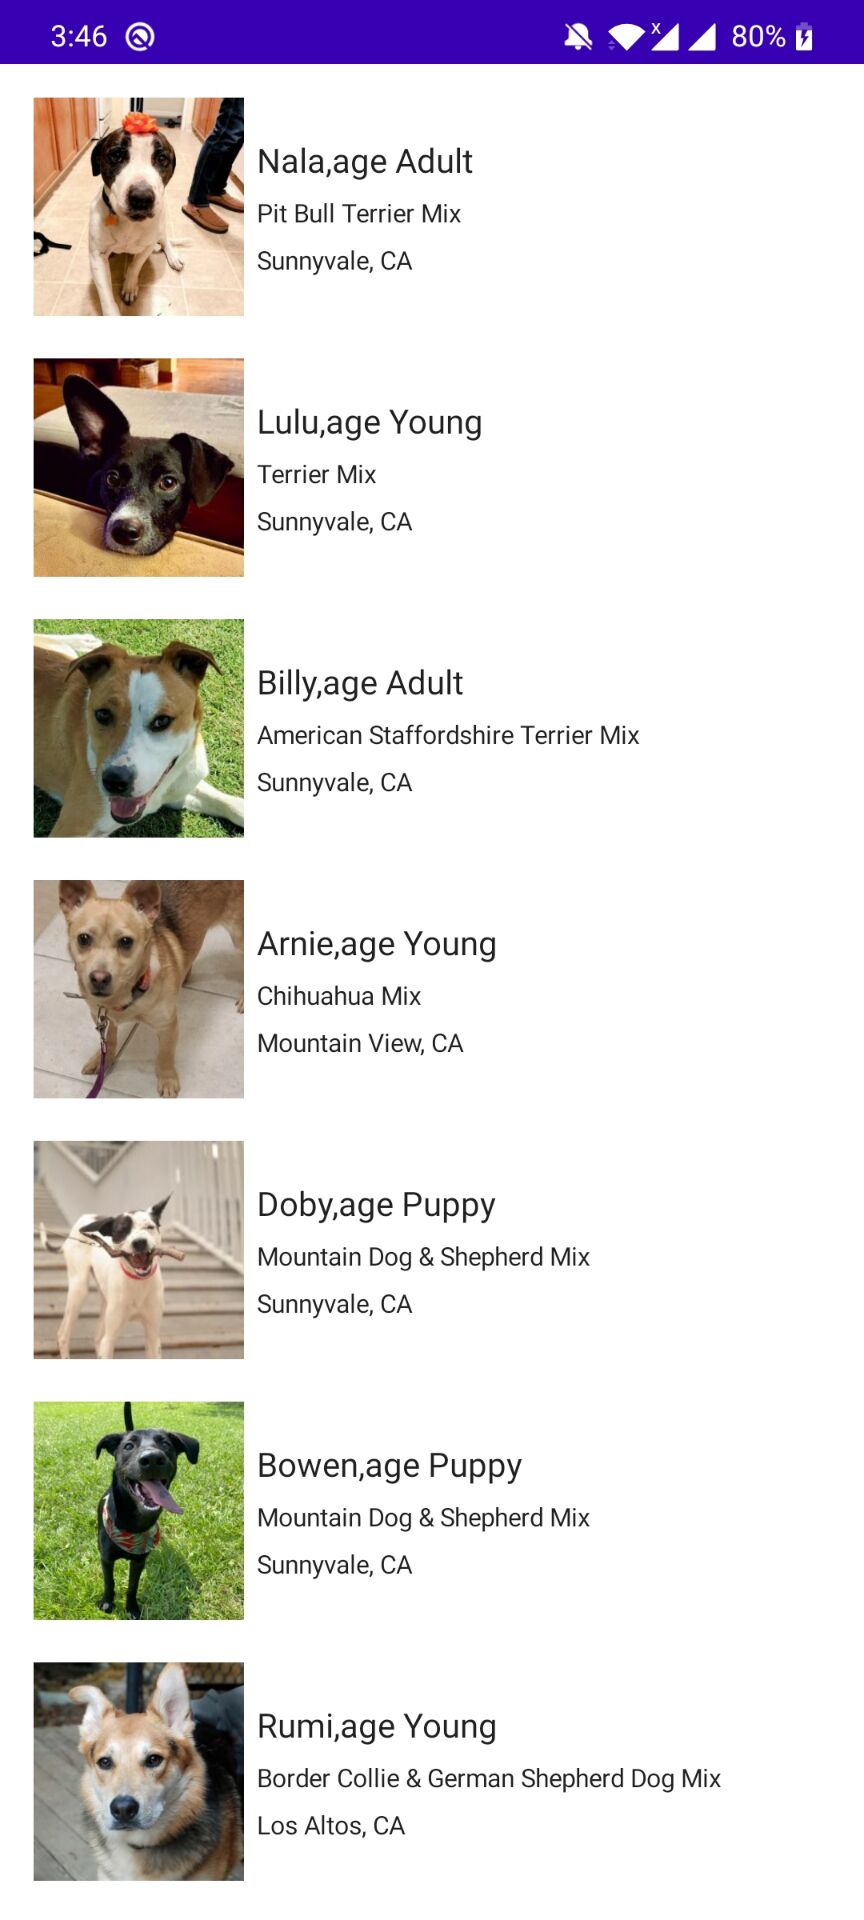 3:46
x
80%
Nala,age Adult
Pit Bull Terrier Mix
Sunnyvale, CA
Lulu,age Young
Terrier Mix
Sunnyvale, CA
Billy,age Adult
American Staffordshire Terrier Mix
Sunnyvale, CA
Arnie,age Young
Chihuahua Mix
Mountain View, CA
Doby,age Puppy
Mountain Dog & Shepherd Mix
Sunnyvale, CA
Bowen,age Puppy
Mountain Dog & Shepherd Mix
Sunnyvale, CA
Rumi,age Young
Border Collie & German Shepherd Dog Mix
Los Altos, CA